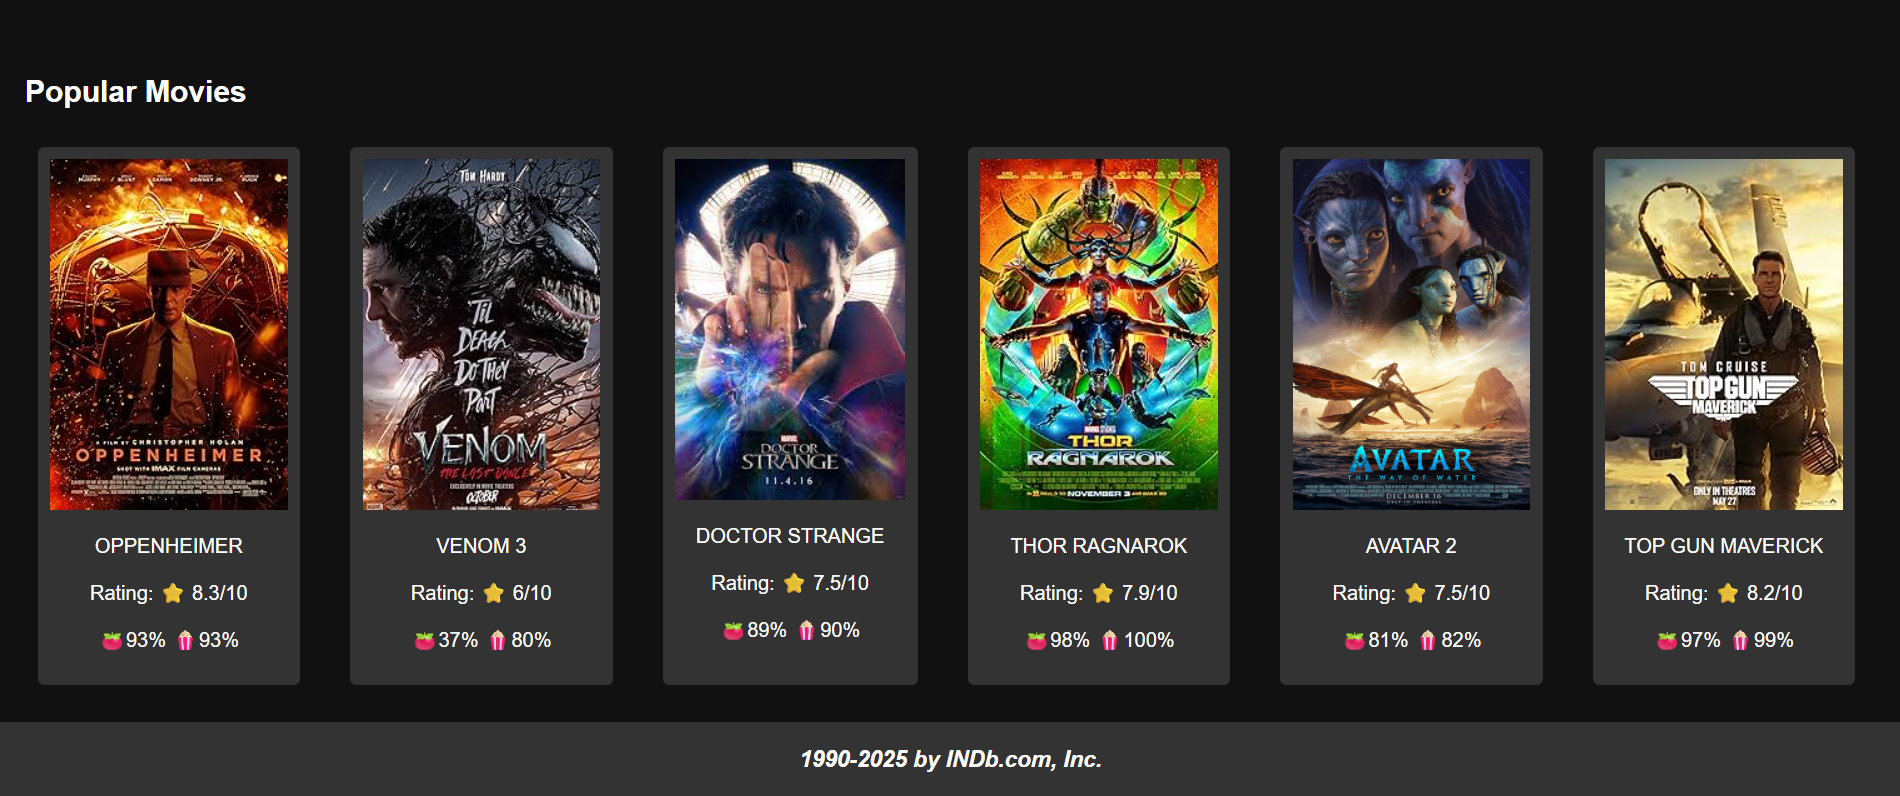 Popular Movies
TOM HARDY
'TIL
DEATH
DO THEY
PART
VENOM
THE LAST DANCE
EXCLUSIVELY IN MOVIE THEATERS
OCTOBER
A FILM BY CHRISTOPHER NOLAN
OPPENHEIMER
SHOT WITH IMAX FILM CAMERAS
MARVEL
DOCTOR
STRANGE
11.4.16
MARVEL STUDIOS
THOR
RAGNAROK
NOVEMBER 3
AVATAR
THE WAY OF WATER
DECEMBER 16
TOM CRUISE
TOP GUN
MAVERICK
ONLY IN THEATRES
MAY 27
OPPENHEIMER
Rating: ⭐ 8.3/10
🍅93% 🍿93%
VENOM 3
Rating: ⭐ 6/10
🍅37% 🍿80%
DOCTOR STRANGE
Rating: ⭐ 7.5/10
🍅89% 🍿90%
THOR RAGNAROK
Rating: ⭐ 7.9/10
🍅98% 🍿100%
AVATAR 2
Rating: ⭐ 7.5/10
🍅81% 🍿82%
TOP GUN MAVERICK
Rating: ⭐ 8.2/10
🍅97% 🍿99%
1990-2025 by INDb.com, Inc.